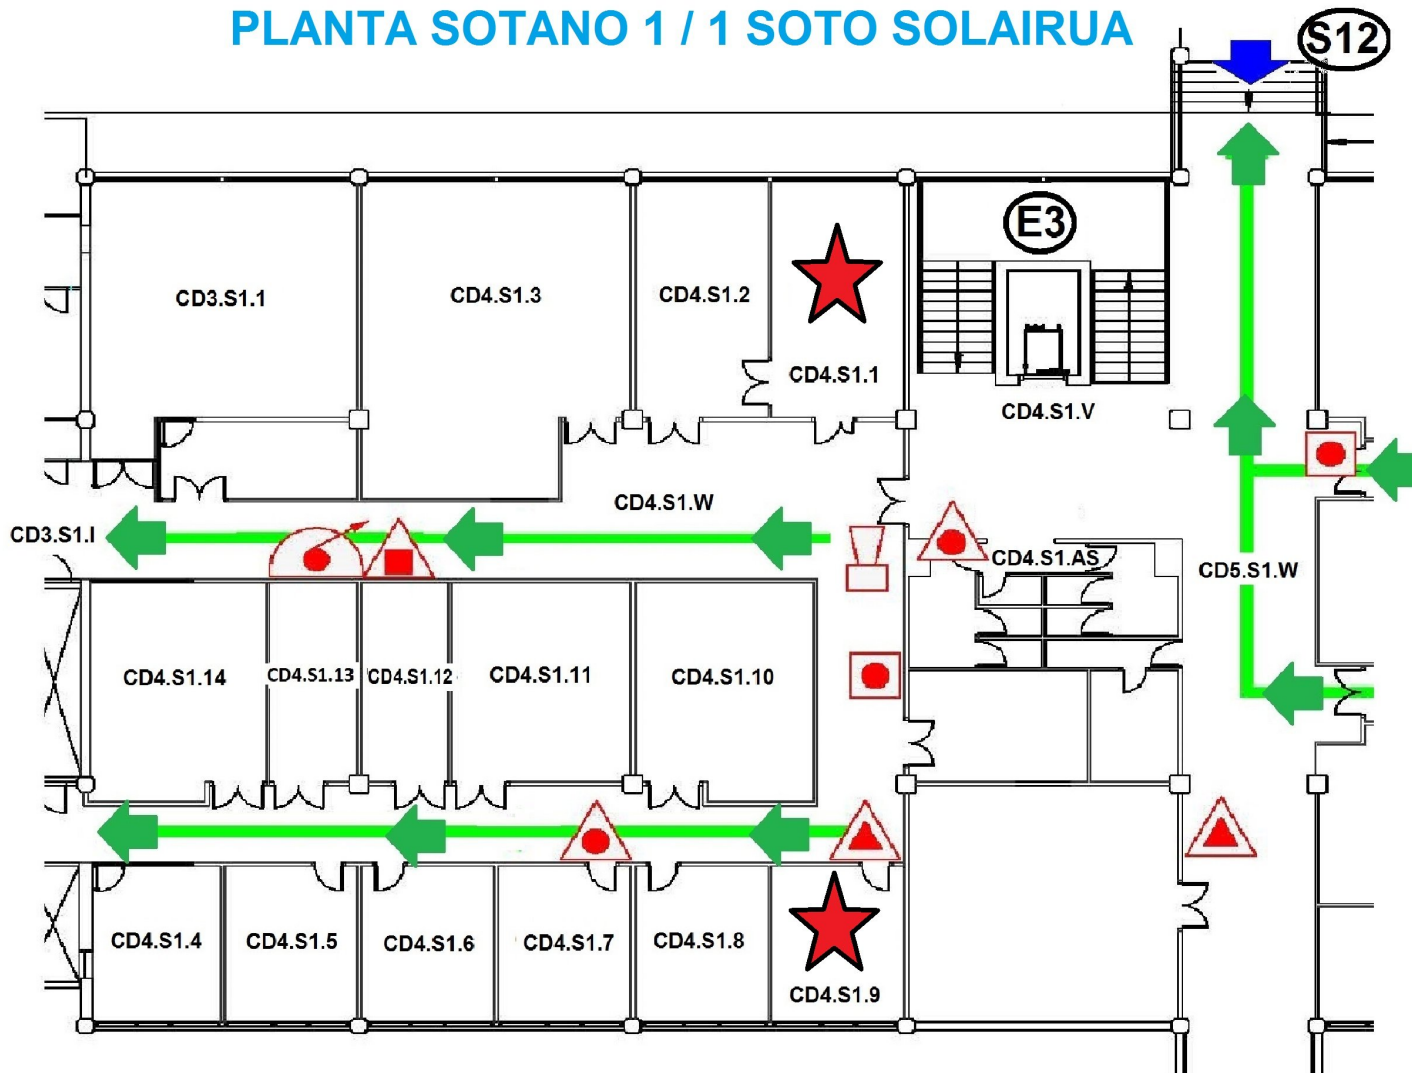 PLANTA SOTANO 1 / 1 SOTO SOLAIRUA
S12
E3
CD3.S1.1
CD4.S1.3
CD4.S1.2
CD4.S1.1
CD4.S1.V
CD4.S1.W
CD3.S1.I
CD4.S1.AS
CD5.S1.W
CD4.S1.14
CD4.S1.13
CD4.S1.12
CD4.S1.11
CD4.S1.10
CD4.S1.4
CD4.S1.5
CD4.S1.6
CD4.S1.7
CD4.S1.8
CD4.S1.9